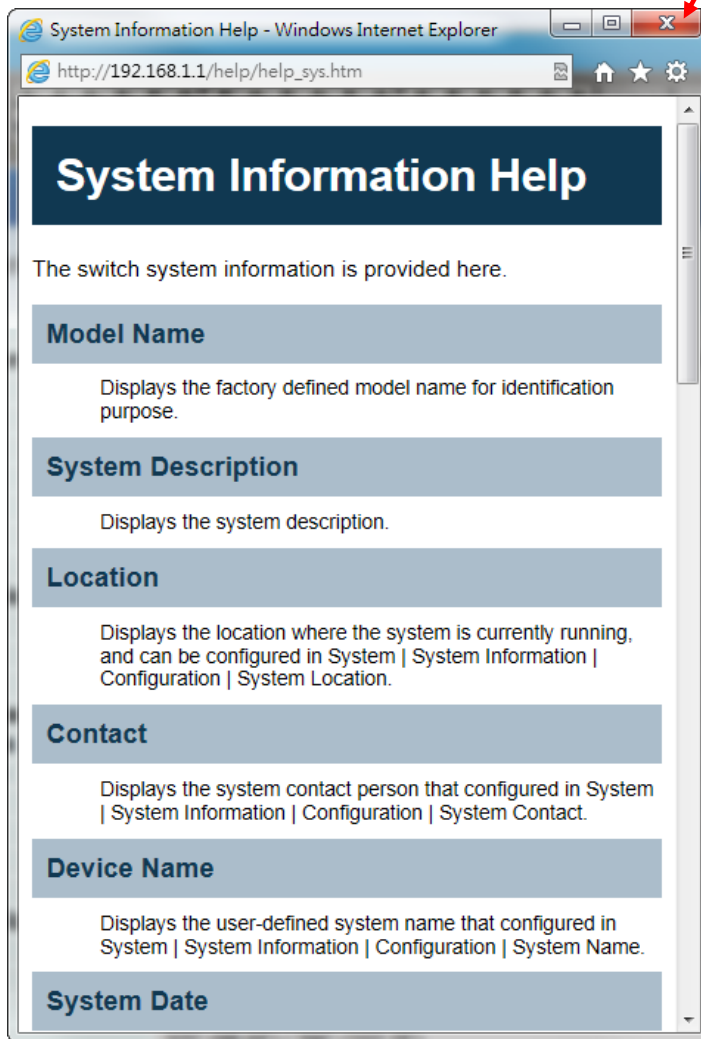 System Information Help - Windows Internet Explorer
http://192.168.1.1/help/help_sys.htm
System Information Help
The switch system information is provided here.
Model Name
Displays the factory defined model name for identification
purpose.
System Description
Displays the system description.
Location
Displays the location where the system is currently running,
and can be configured in System | System Information |
Configuration | System Location.
Contact
Displays the system contact person that configured in System
| System Information | Configuration | System Contact.
Device Name
Displays the user-defined system name that configured in
System | System Information | Configuration | System Name.
System Date